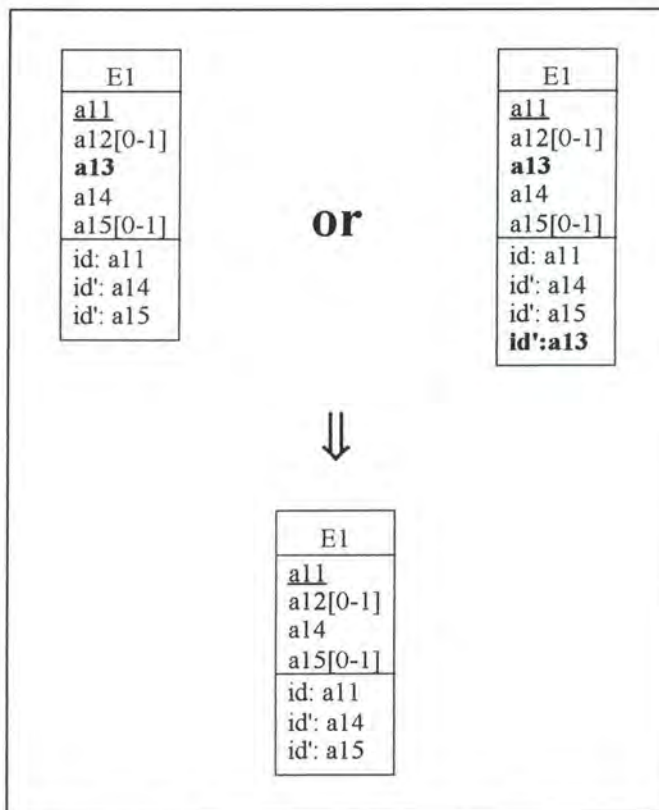 E1
a11
a12[0-1]
a13
a14
a15[0-1]
id: a11
id': a14
id': a15
or
E1
a11
a12[0-1]
a13
a14
a15[0-1]
id: a11
id': a14
id': a15
id':a13
⇓
E1
a11
a12[0-1]
a14
a15[0-1]
id: a11
id': a14
id': a15